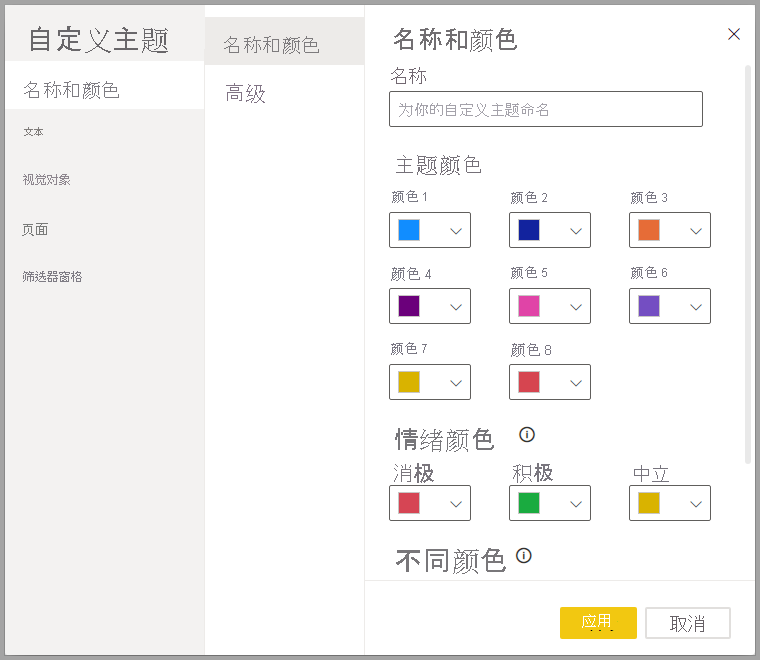 自定义主题
名称和颜色
文本
视觉对象
页面
筛选器窗格
名称和颜色
高级
名称和颜色
名称
为你的自定义主题命名
主题颜色
颜色 1
颜色 2
颜色 3
颜色 4
颜色 5
颜色 6
颜色 7
颜色 8
情绪颜色
消极
积极
中立
不同颜色
应用
取消